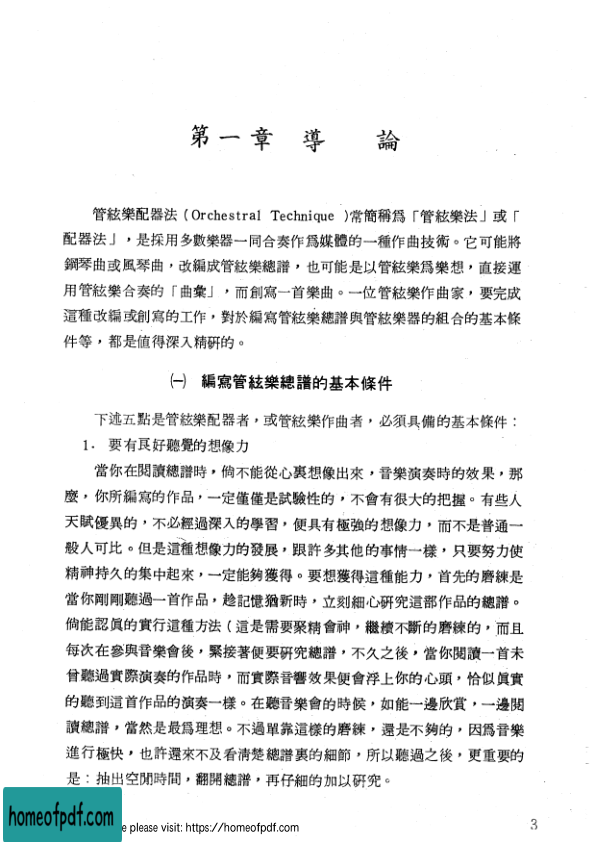 第一章 導 論
管絃樂配器法 (Orchestral Technique )常簡稱爲「管絃樂法」或「
配器法」，是採用多數樂器一同合奏作爲媒體的一種作曲技術。它可能將
鋼琴曲或風琴曲，改編成管絃樂總譜，也可能是以管絃樂爲樂想，直接運
用管絃樂合奏的「曲彙」，而創寫一首樂曲。一位管絃樂作曲家，要完成
這種改編或創寫的工作，對於編寫管絃樂總譜與管絃樂器的組合的基本條
件等，都是值得深入精硏的。
㈠ 編寫管絃樂總譜的基本條件
下述五點是管絃樂配器者，或管絃樂作曲者，必須具備的基本條件：
1. 要有良好聽覺的想像力
當你在閱讀總譜時，倘不能從心裏想像出來，音樂演奏時的效果，那
麼，你所編寫的作品，一定僅僅是試驗性的，不會有很大的把握。有些人
天賦優異的，不必經過深入的學習，便具有極強的想像力，而不是普通一
般人可比。但是這種想像力的發展，跟許多其他的事情一樣，只要努力使
精神持久的集中起來，一定能夠獲得。要想獲得這種能力，首先的磨練是
當你剛剛聽過一首作品，趁記憶猶新時，立刻細心硏究這部作品的總譜。
倘能認眞的實行這種方法（這是需要聚精會神，繼續不斷的磨練的，而且
每次在參與音樂會後，緊接著便要硏究總譜，不久之後，當你閱讀一首未
曾聽過實際演奏的作品時，而實際音響效果便會浮上你的心頭，恰似眞實
的聽到這首作品的演奏一樣。在聽音樂會的時候，如能一邊欣賞，一邊閱
讀總譜，當然是最爲理想。不過單靠這樣的磨練，還是不夠的，因爲音樂
進行極快，也許還來不及看清楚總譜裏的細節，所以聽過之後，更重要的
是：抽出空閒時間，翻開總譜，再仔細的加以硏究。
homeofpdf.com
e please visit: https://homeofpdf.com
3